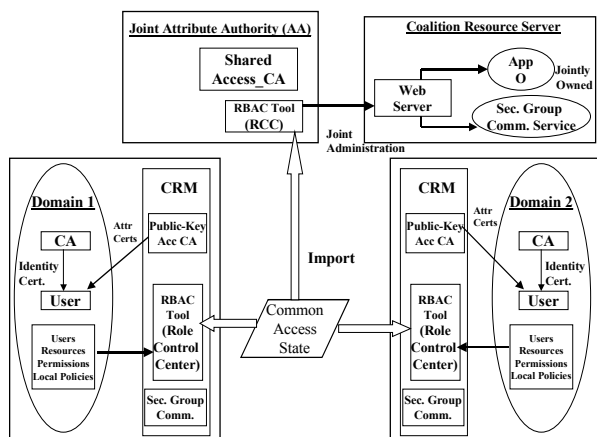 Joint Attribute Authority (AA)
Shared
Access_CA
RBAC Tool
(RCC)
Coalition Resource Server
Web
Server
App
O
Jointly
Owned
Sec. Group
Comm. Service
Joint
Administration
Domain 1
CA
Identity
Cert.
User
Users
Resources
Permissions
Local Policies
Attr
Certs
CRM
Public-Key
Acc CA
RBAC
Tool
(Role
Control
Center)
Sec. Group
Comm.
Import
Common
Access
State
CRM
Public-Key
Acc CA
RBAC
Tool
(Role
Control
Center)
Sec. Group
Comm.
Attr
Certs
Domain 2
CA
Identity
Cert.
User
Users
Resources
Permissions
Local Policies